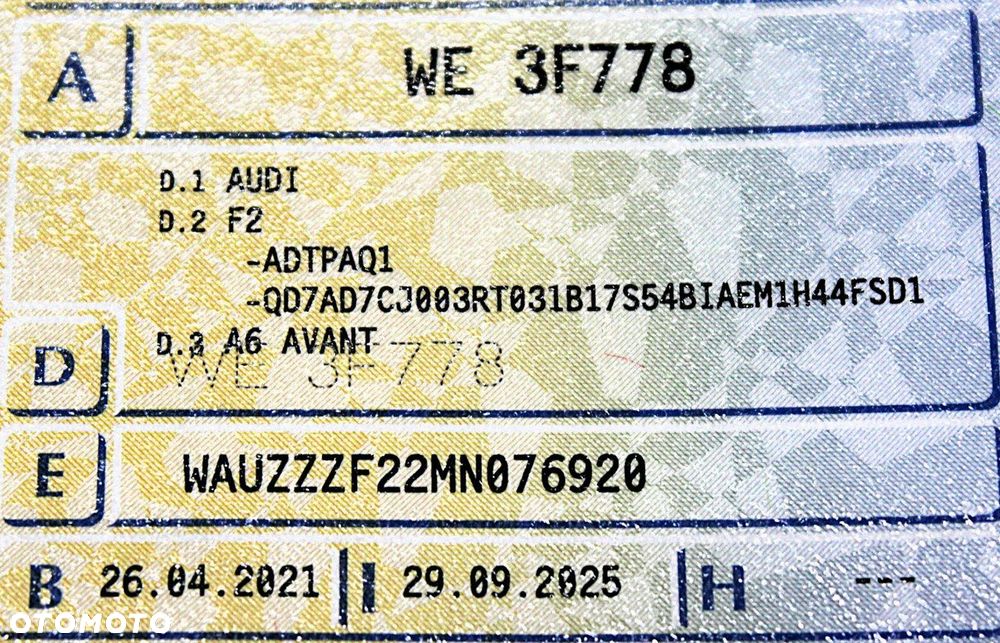 A WE 3F778
D.1 AUDI
D.2 F2
-ADTPAQ1
-QD7AD7CJ003RT031B17S54BIAEM1H44FSD1
D.3 A6 AVANT
D WE 3F778
E WAUZZZF22MN076920
B 26.04.2021 I 29.09.2025 H ---
OTOMOTO